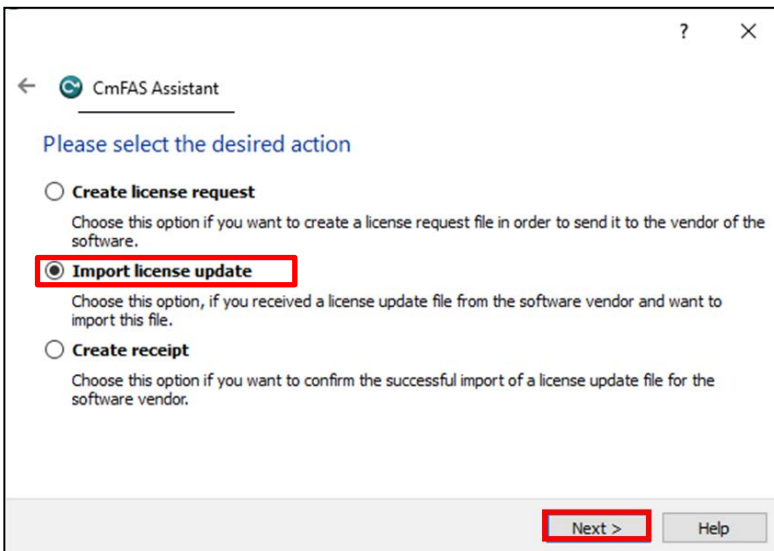 ?
CmFAS Assistant
Please select the desired action
Create license request
Choose this option if you want to create a license request file in order to send it to the vendor of the
software.
Import license update
Choose this option, if you received a license update file from the software vendor and want to
import this file.
Create receipt
Choose this option if you want to confirm the successful import of a license update file for the
software vendor.
Next > Help